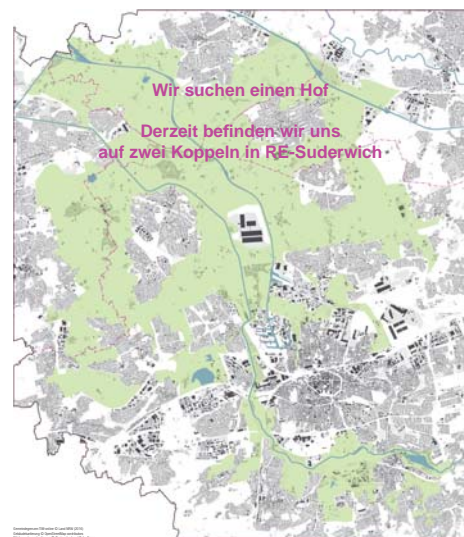 Wir suchen einen Hof
Derzeit befinden wir uns
auf zwei Koppeln in RE-Suderwich